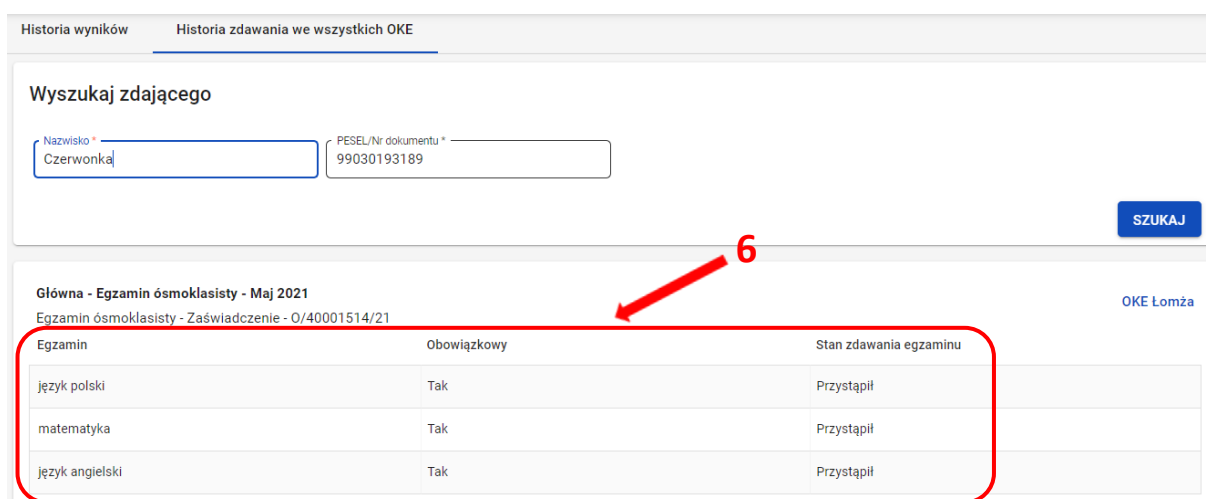 Historia wyników Historia zdawania we wszystkich OKE
Wyszukaj zdającego
Nazwisko * PESEL/Nr dokumentu *
Czerwonka 99030193189
SZUKAJ
6
Główna - Egzamin ósmoklasisty - Maj 2021 OKE Łomża
Egzamin ósmoklasisty - Zaświadczenie - O/40001514/21
Egzamin Obowiązkowy Stan zdawania egzaminu
język polski Tak Przystąpił
matematyka Tak Przystąpił
język angielski Tak Przystąpił